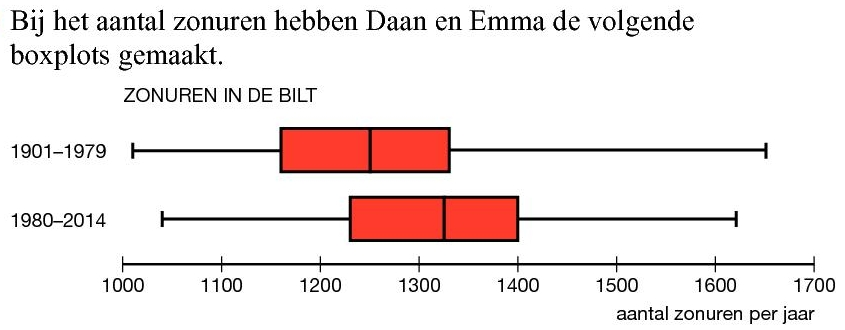 Bij het aantal zonuren hebben Daan en Emma de volgende
boxplots gemaakt.
ZONUREN IN DE BILT
1901–1979
1980–2014
1000 1100 1200 1300 1400 1500 1600 1700
aantal zonuren per jaar